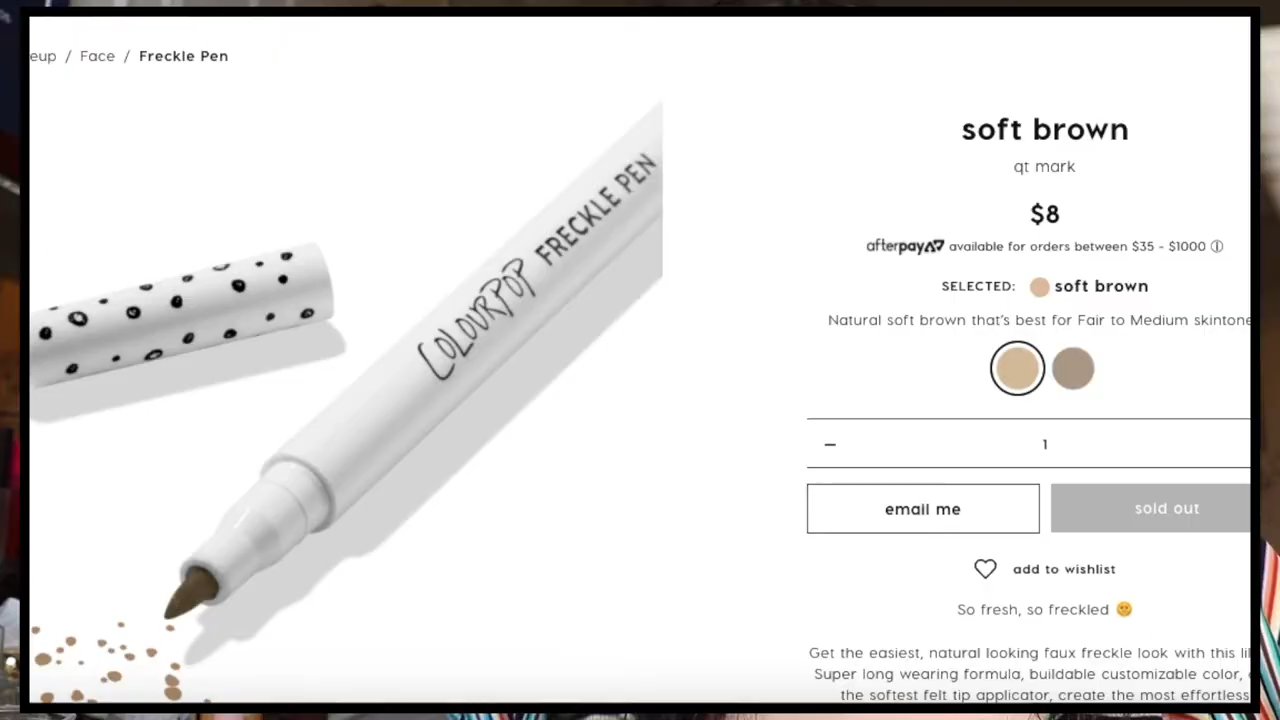 eup / Face / Freckle Pen
COLOURPOP FRECKLE PEN
soft brown
qt mark
$8
afterpay available for orders between $35 - $1000 ⓘ
SELECTED: soft brown
Natural soft brown that's best for Fair to Medium skintone
− 1
email me
sold out
add to wishlist
So fresh, so freckled
Get the easiest, natural looking faux freckle look with this
Super long wearing formula, buildable customizable color,
the softest felt tip applicator, create the most effortless